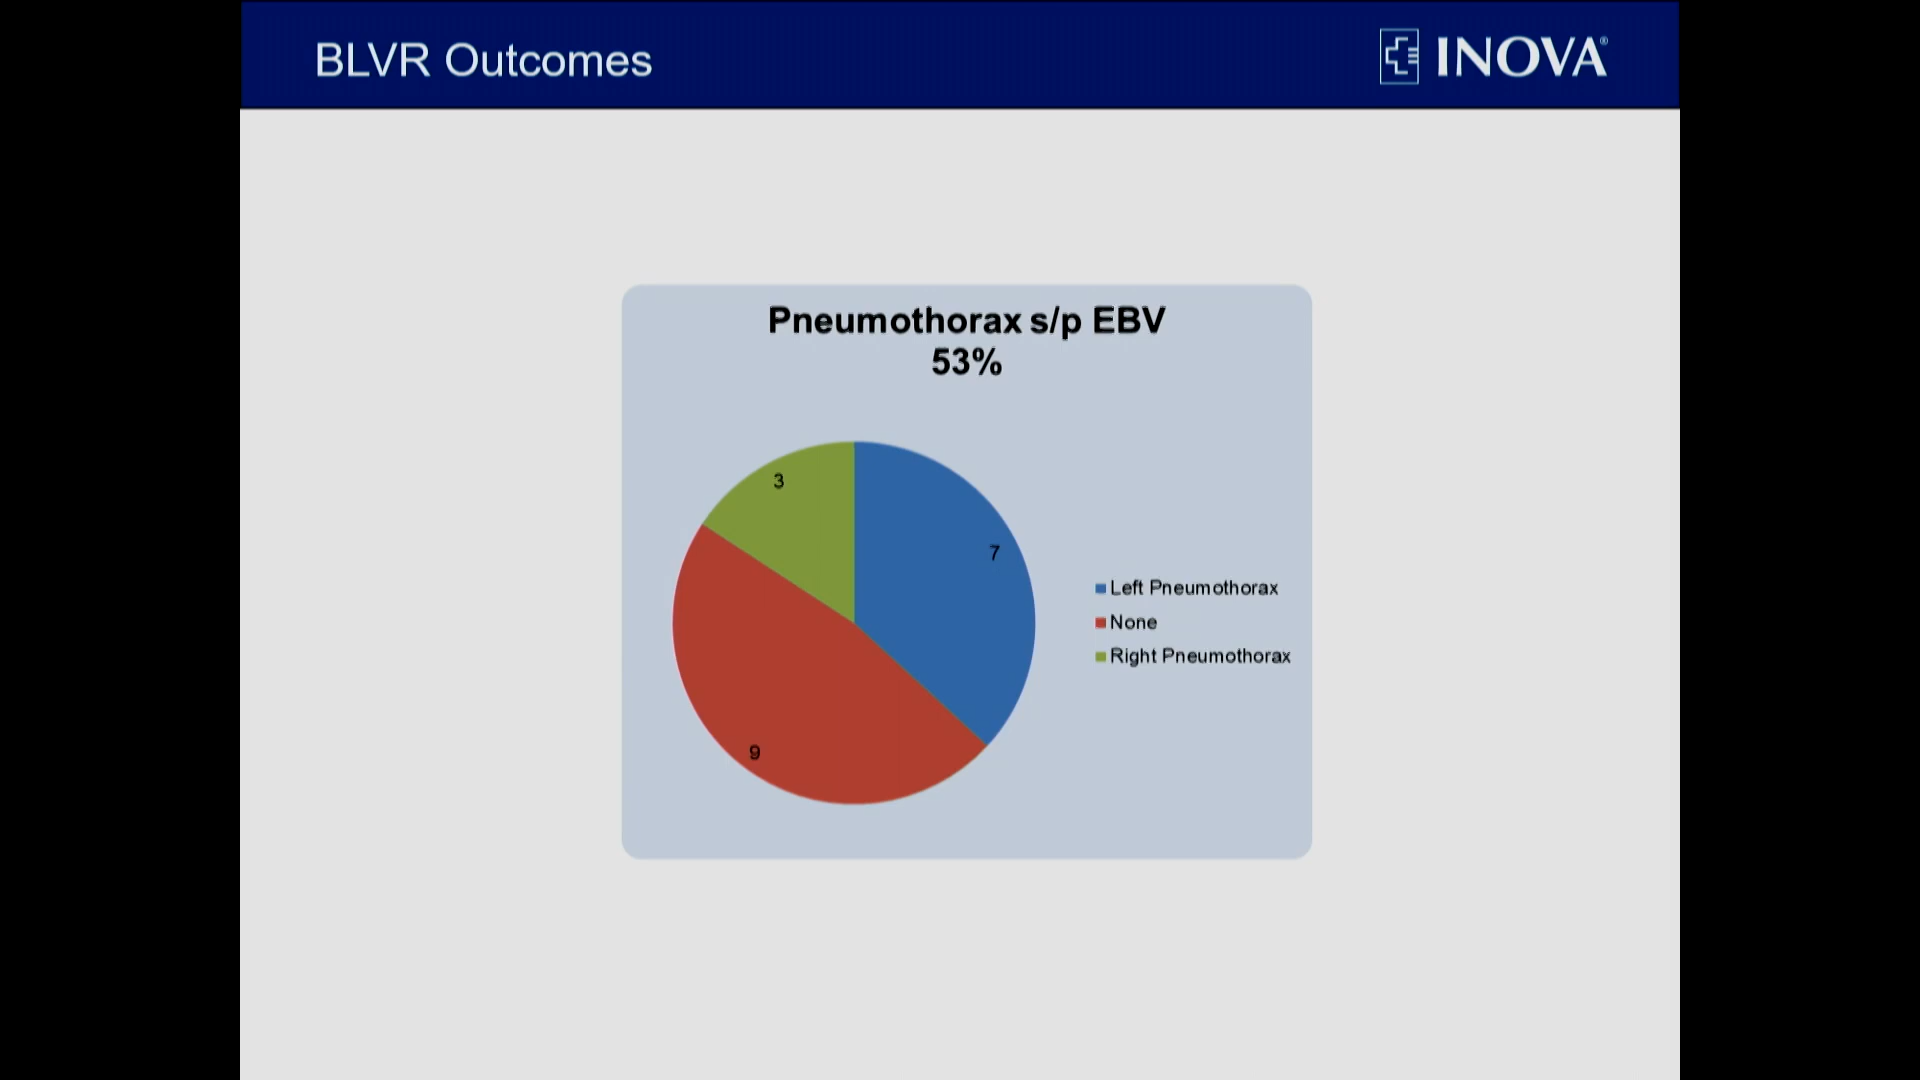 BLVR Outcomes
INOVA®
Pneumothorax s/p EBV
53%
3
7
9
Left Pneumothorax
None
Right Pneumothorax